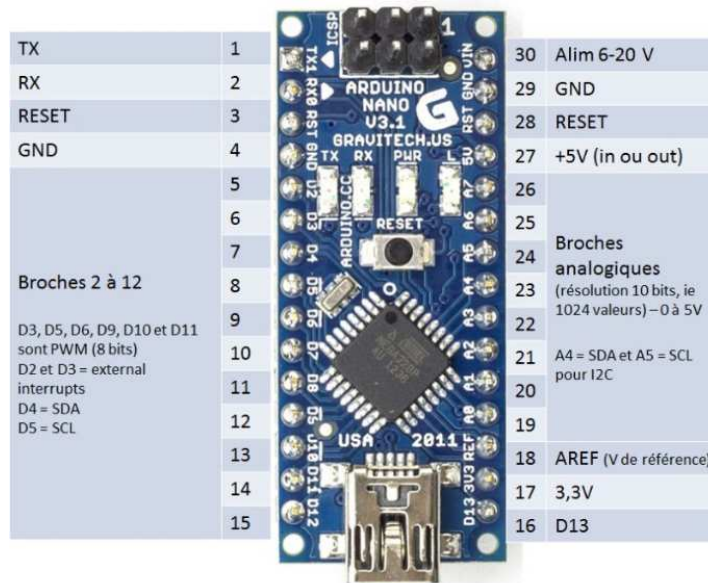 TX 1
RX 2
RESET 3
GND 4
5
6
7
Broches 2 à 12 8
9
D3, D5, D6, D9, D10 et D11
sont PWM (8 bits) 10
D2 et D3 = external
interrupts 11
D4 = SDA
D5 = SCL 12
13
14
15
ICSP
1
TX1
RX0
RST
GND
D2
D3
D4
D5
D6
D7
D8
D9
D10
D11
D12
ARDUINO
NANO
V3.1
GRAVITECH.US
G
TX RX PWR L
ARDUINO.CC
RESET
USA 2011
VIN
GND
RST
5V
A7
A6
A5
A4
A3
A2
A1
A0
REF
3V3
D13
30 Alim 6-20 V
29 GND
28 RESET
27 +5V (in ou out)
26
25
24 Broches
analogiques
23 (résolution 10 bits, ie
22 1024 valeurs) – 0 à 5V
21 A4 = SDA et A5 = SCL
20 pour I2C
19
18 AREF (V de référence)
17 3,3V
16 D13